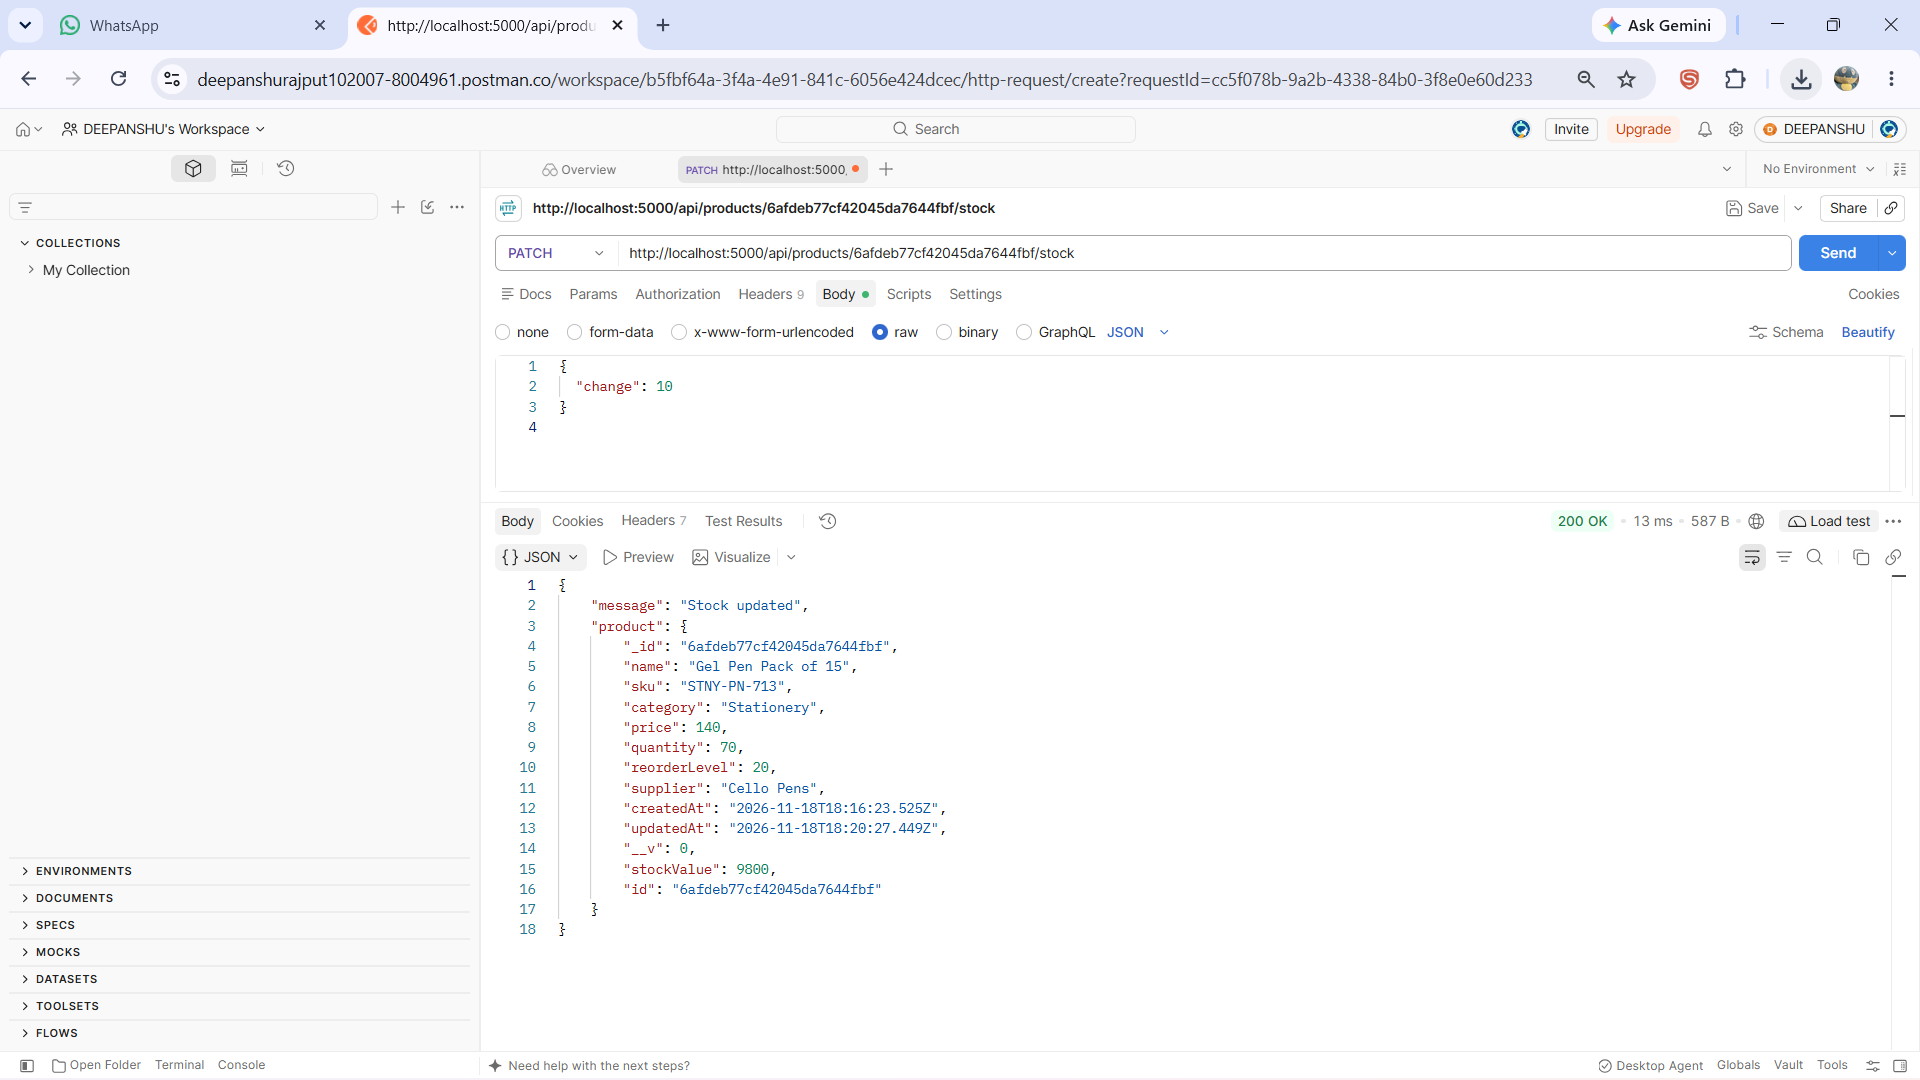 WhatsApp
http://localhost:5000/api/produ
Ask Gemini
deepanshurajput102007-8004961.postman.co/workspace/b5fbf64a-3f4a-4e91-841c-6056e424dcec/http-request/create?requestId=cc5f078b-9a2b-4338-84b0-3f8e0e60d233
DEEPANSHU's Workspace
Search
Invite
Upgrade
D
DEEPANSHU
Overview
PATCH http://localhost:5000
No Environment
HTTP
http://localhost:5000/api/products/6afdeb77cf42045da7644fbf/stock
Save
Share
COLLECTIONS
My Collection
PATCH
http://localhost:5000/api/products/6afdeb77cf42045da7644fbf/stock
Send
Docs
Params
Authorization
Headers 9
Body
Scripts
Settings
Cookies
none
form-data
x-www-form-urlencoded
raw
binary
GraphQL
JSON
Schema
Beautify
1 {
2 "change": 10
3 }
4
Body
Cookies
Headers 7
Test Results
200 OK
13 ms
587 B
Load test
{} JSON
Preview
Visualize
1 {
2 "message": "Stock updated",
3 "product": {
4 "_id": "6afdeb77cf42045da7644fbf",
5 "name": "Gel Pen Pack of 15",
6 "sku": "STNY-PN-713",
7 "category": "Stationery",
8 "price": 140,
9 "quantity": 70,
10 "reorderLevel": 20,
11 "supplier": "Cello Pens",
12 "createdAt": "2026-11-18T18:16:23.525Z",
13 "updatedAt": "2026-11-18T18:20:27.449Z",
14 "__v": 0,
15 "stockValue": 9800,
16 "id": "6afdeb77cf42045da7644fbf"
17 }
18 }
ENVIRONMENTS
DOCUMENTS
SPECS
MOCKS
DATASETS
TOOLSETS
FLOWS
Open Folder
Terminal
Console
Need help with the next steps?
Desktop Agent
Globals
Vault
Tools